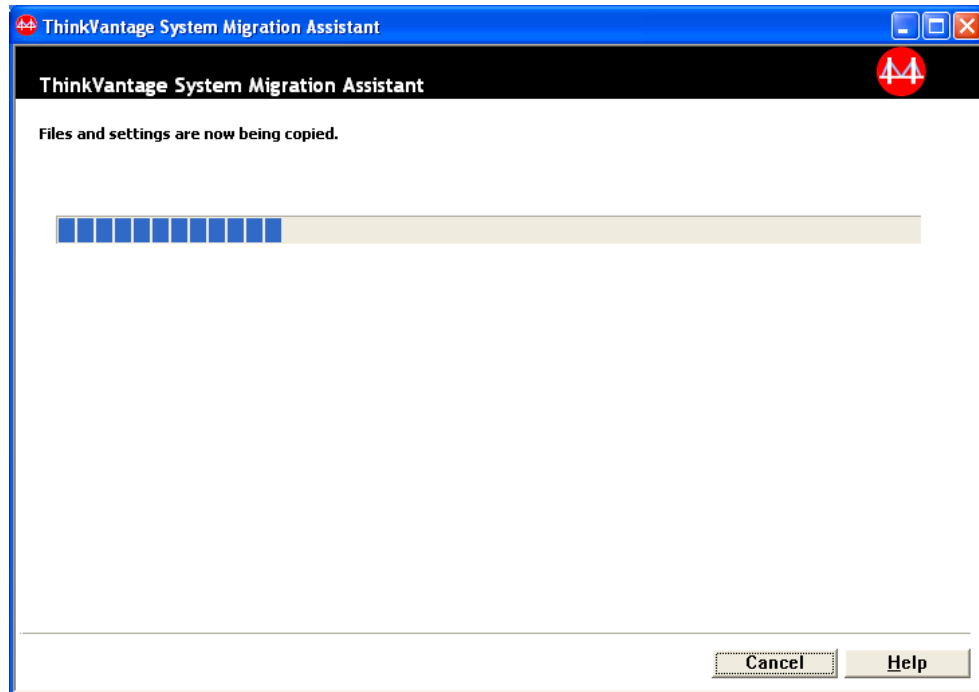 ThinkVantage System Migration Assistant
ThinkVantage System Migration Assistant
Files and settings are now being copied.
Cancel Help